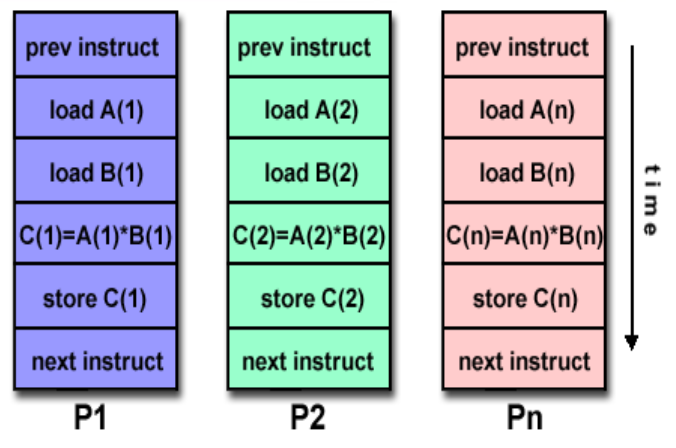 prev instruct
load A(1)
load B(1)
C(1)=A(1)*B(1)
store C(1)
next instruct
P1
prev instruct
load A(2)
load B(2)
C(2)=A(2)*B(2)
store C(2)
next instruct
P2
prev instruct
load A(n)
load B(n)
C(n)=A(n)*B(n)
store C(n)
next instruct
Pn
time